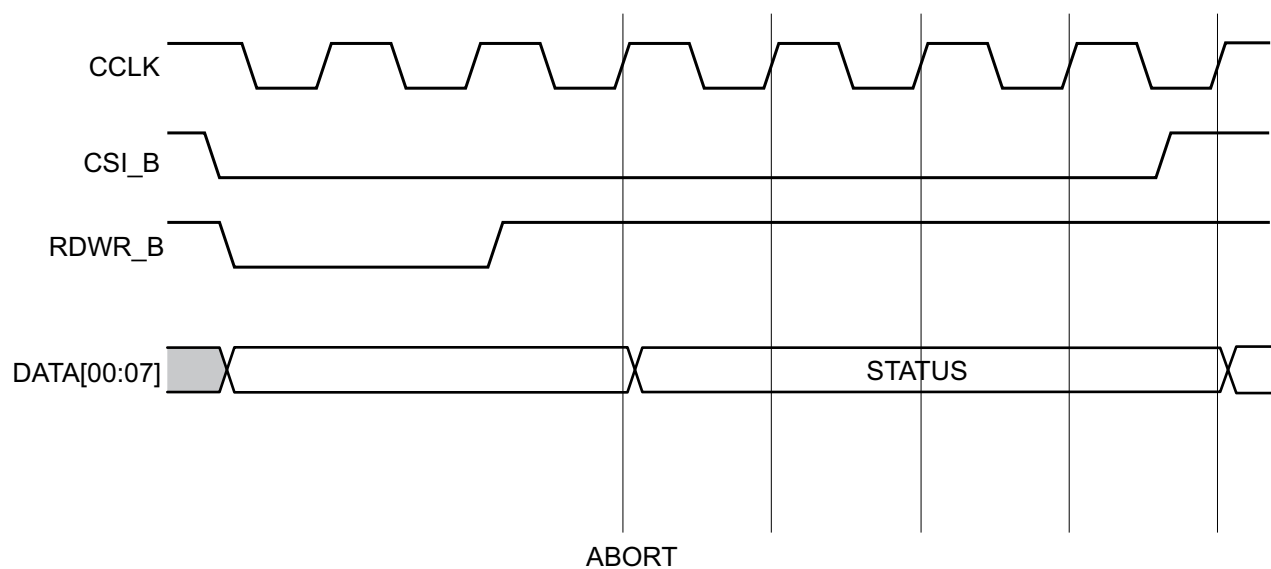 CCLK
CSI_B
RDWR_B
DATA[00:07]
STATUS
ABORT